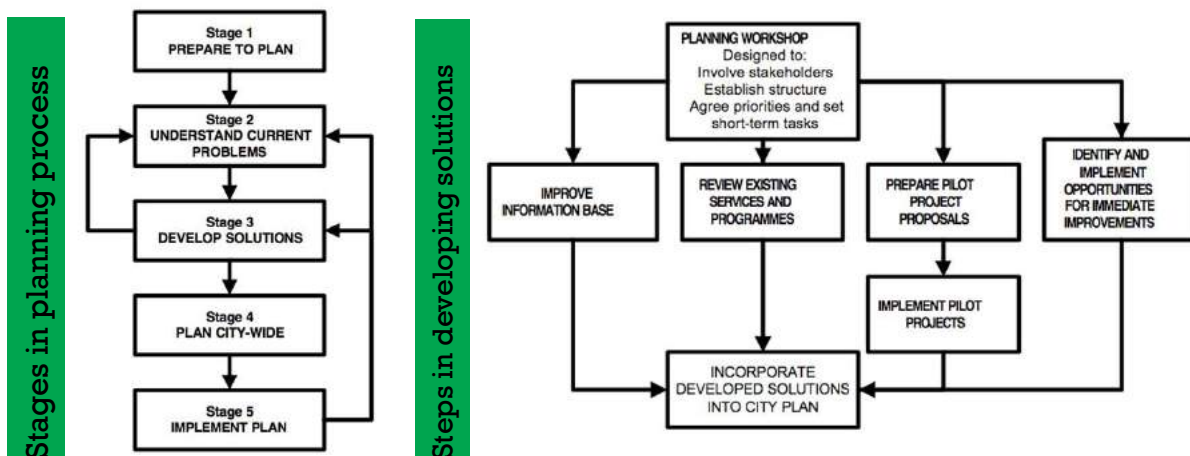 Stages in planning process
Stage 1
PREPARE TO PLAN
Stage 2
UNDERSTAND CURRENT
PROBLEMS
Stage 3
DEVELOP SOLUTIONS
Stage 4
PLAN CITY-WIDE
Stage 5
IMPLEMENT PLAN
Steps in developing solutions
PLANNING WORKSHOP
Designed to:
Involve stakeholders
Establish structure
Agree priorities and set
short-term tasks
IMPROVE
INFORMATION BASE
REVIEW EXISTING
SERVICES AND
PROGRAMMES
PREPARE PILOT
PROJECT
PROPOSALS
IDENTIFY AND
IMPLEMENT
OPPORTUNITIES
FOR IMMEDIATE
IMPROVEMENTS
IMPLEMENT PILOT
PROJECTS
INCORPORATE
DEVELOPED SOLUTIONS
INTO CITY PLAN